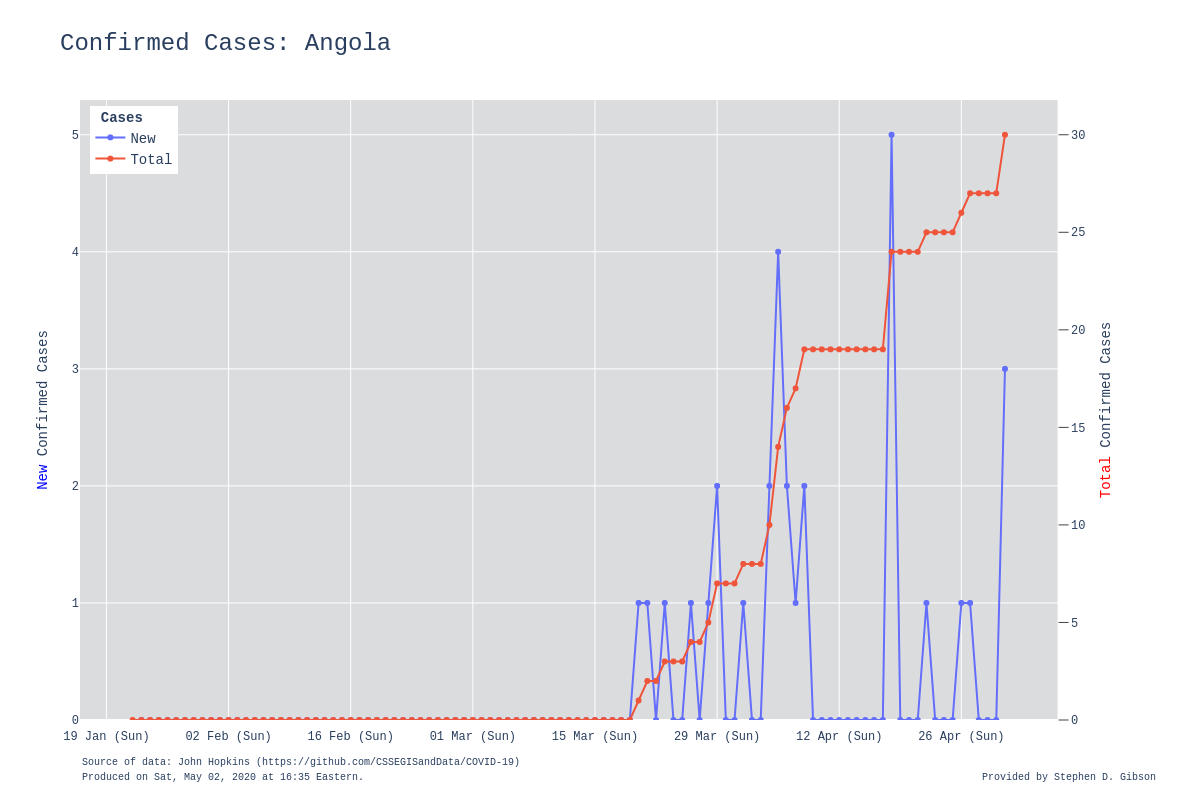 Confirmed Cases: Angola
Cases
New
Total
5
4
3
2
1
0
New Confirmed Cases
30
25
20
15
10
5
0
Total Confirmed Cases
19 Jan (Sun) 02 Feb (Sun) 16 Feb (Sun) 01 Mar (Sun) 15 Mar (Sun) 29 Mar (Sun) 12 Apr (Sun) 26 Apr (Sun)
Source of data: John Hopkins (https://github.com/CSSEGISandData/COVID-19)
Produced on Sat, May 02, 2020 at 16:35 Eastern.
Provided by Stephen D. Gibson